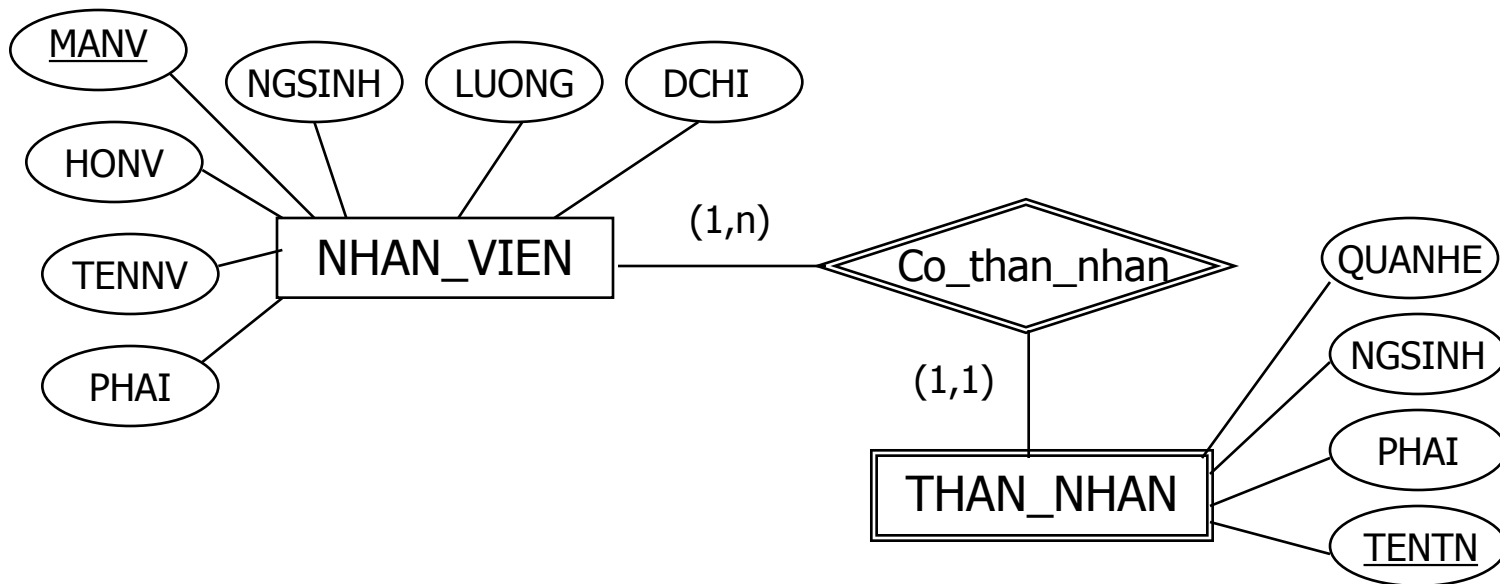 MANV
NGSINH
LUONG
DCHI
HONV
TENNV
PHAI
NHAN_VIEN
(1,n)
Co_than_nhan
(1,1)
THAN_NHAN
QUANHE
NGSINH
PHAI
TENTN